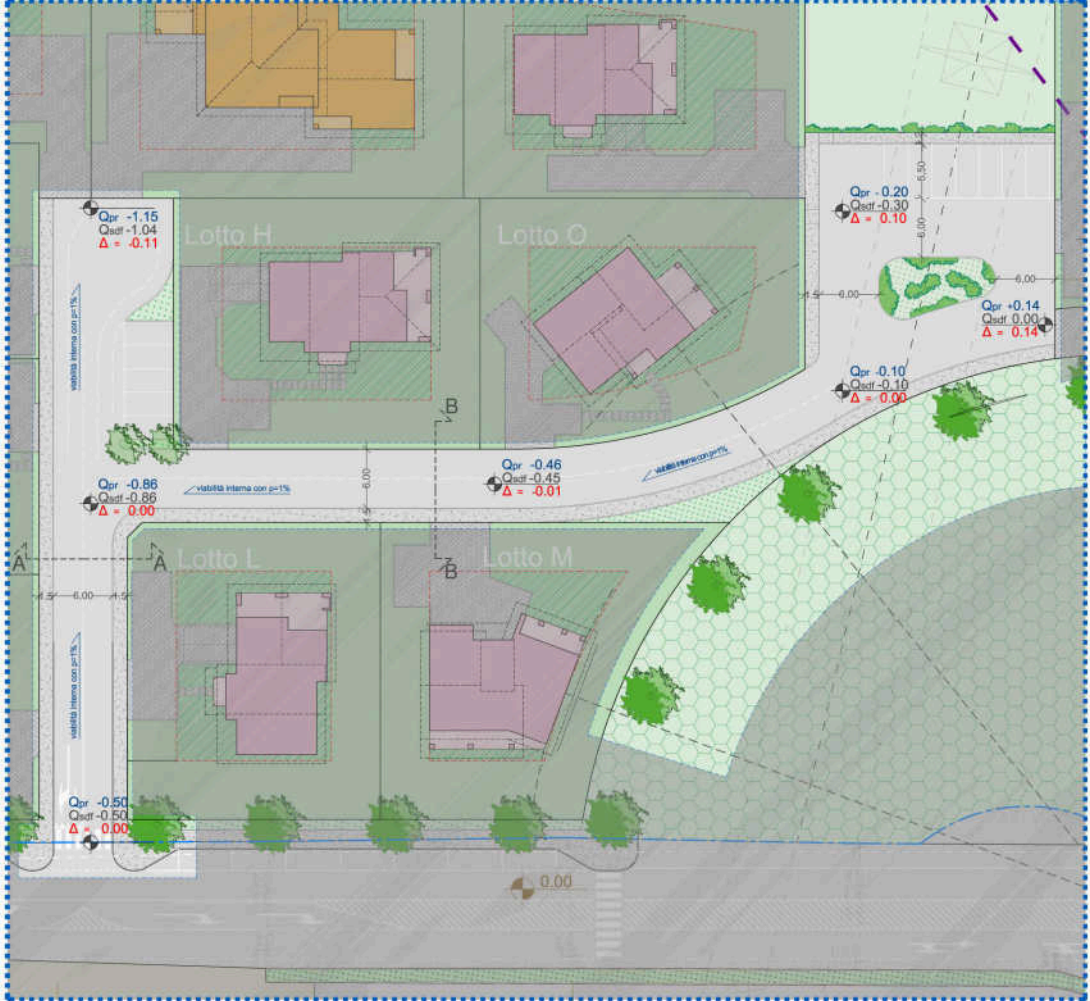 Qpr -0.20
Qsdf -0.30
Δ = 0.10
5,50
6,00
Qpr -1.15
Qsdf -1.04
Δ = -0.11
Lotto H
Lotto O
1.5
6,00
6,00
Qpr +0.14
Qsdf 0.00
Δ = 0.14
viabilità interna con p=1%
Qpr -0.10
Qsdf -0.10
Δ = 0.00
B
viabilità interna con p=1%
Qpr -0.46
Qsdf -0.45
Δ = -0.01
6,00
1.5
viabilità interna con p=1%
Qpr -0.86
Qsdf -0.86
Δ = 0.00
A
A
Lotto L
Lotto M
B
1.5
6,00
1.5
viabilità interna con p=1%
Qpr -0.50
Qsdf -0.50
Δ = 0.00
0.00